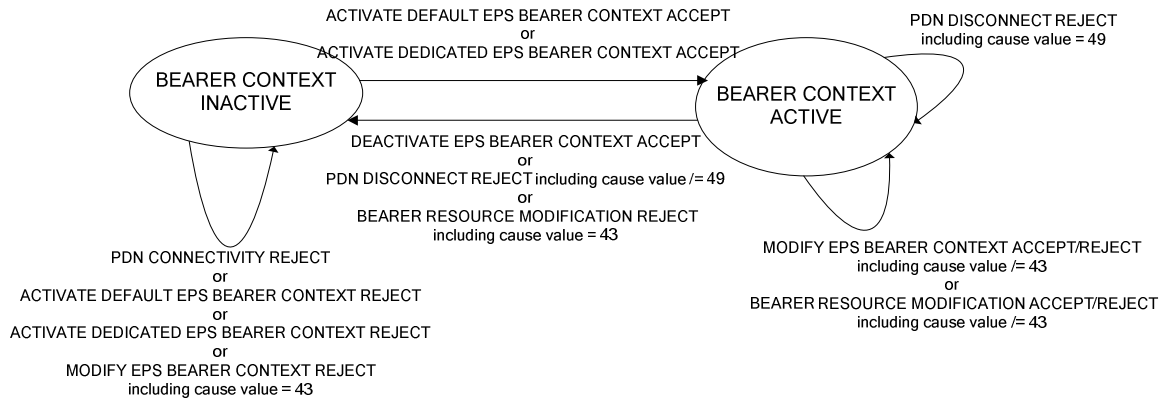 ACTIVATE DEFAULT EPS BEARER CONTEXT ACCEPT
or
ACTIVATE DEDICATED EPS BEARER CONTEXT ACCEPT
PDN DISCONNECT REJECT
including cause value = 49
BEARER CONTEXT
INACTIVE
BEARER CONTEXT
ACTIVE
DEACTIVATE EPS BEARER CONTEXT ACCEPT
or
PDN DISCONNECT REJECT including cause value /= 49
or
BEARER RESOURCE MODIFICATION REJECT
including cause value = 43
PDN CONNECTIVITY REJECT
or
ACTIVATE DEFAULT EPS BEARER CONTEXT REJECT
or
ACTIVATE DEDICATED EPS BEARER CONTEXT REJECT
or
MODIFY EPS BEARER CONTEXT REJECT
including cause value = 43
MODIFY EPS BEARER CONTEXT ACCEPT/REJECT
including cause value /= 43
or
BEARER RESOURCE MODIFICATION ACCEPT/REJECT
including cause value /= 43